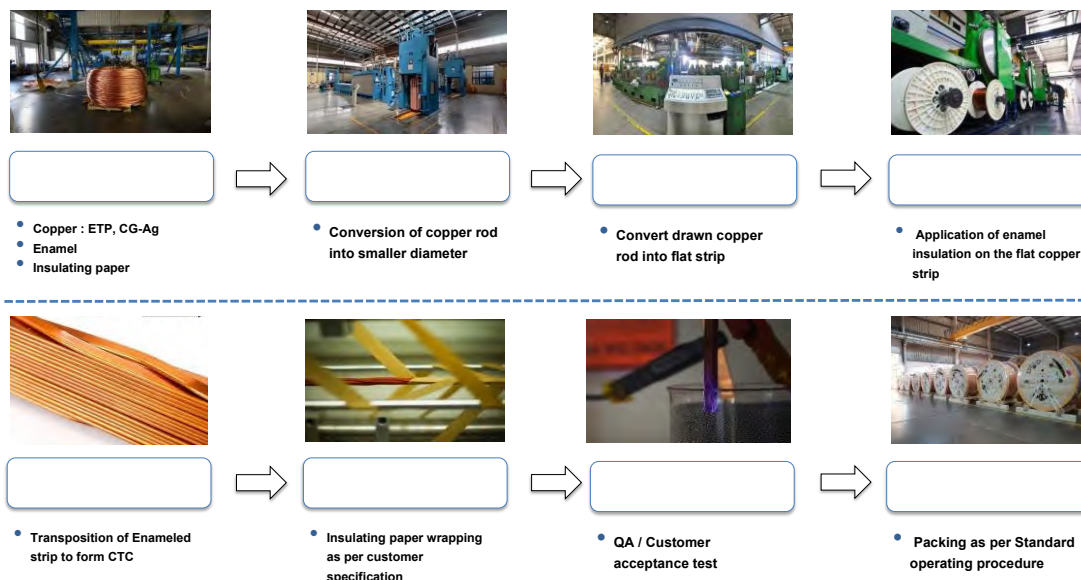 Copper : ETP, CG-Ag
Enamel
Insulating paper
Conversion of copper rod
into smaller diameter
Convert drawn copper
rod into flat strip
Application of enamel
insulation on the flat copper
strip
Transposition of Enameled
strip to form CTC
Insulating paper wrapping
as per customer
specification
QA / Customer
acceptance test
Packing as per Standard
operating procedure